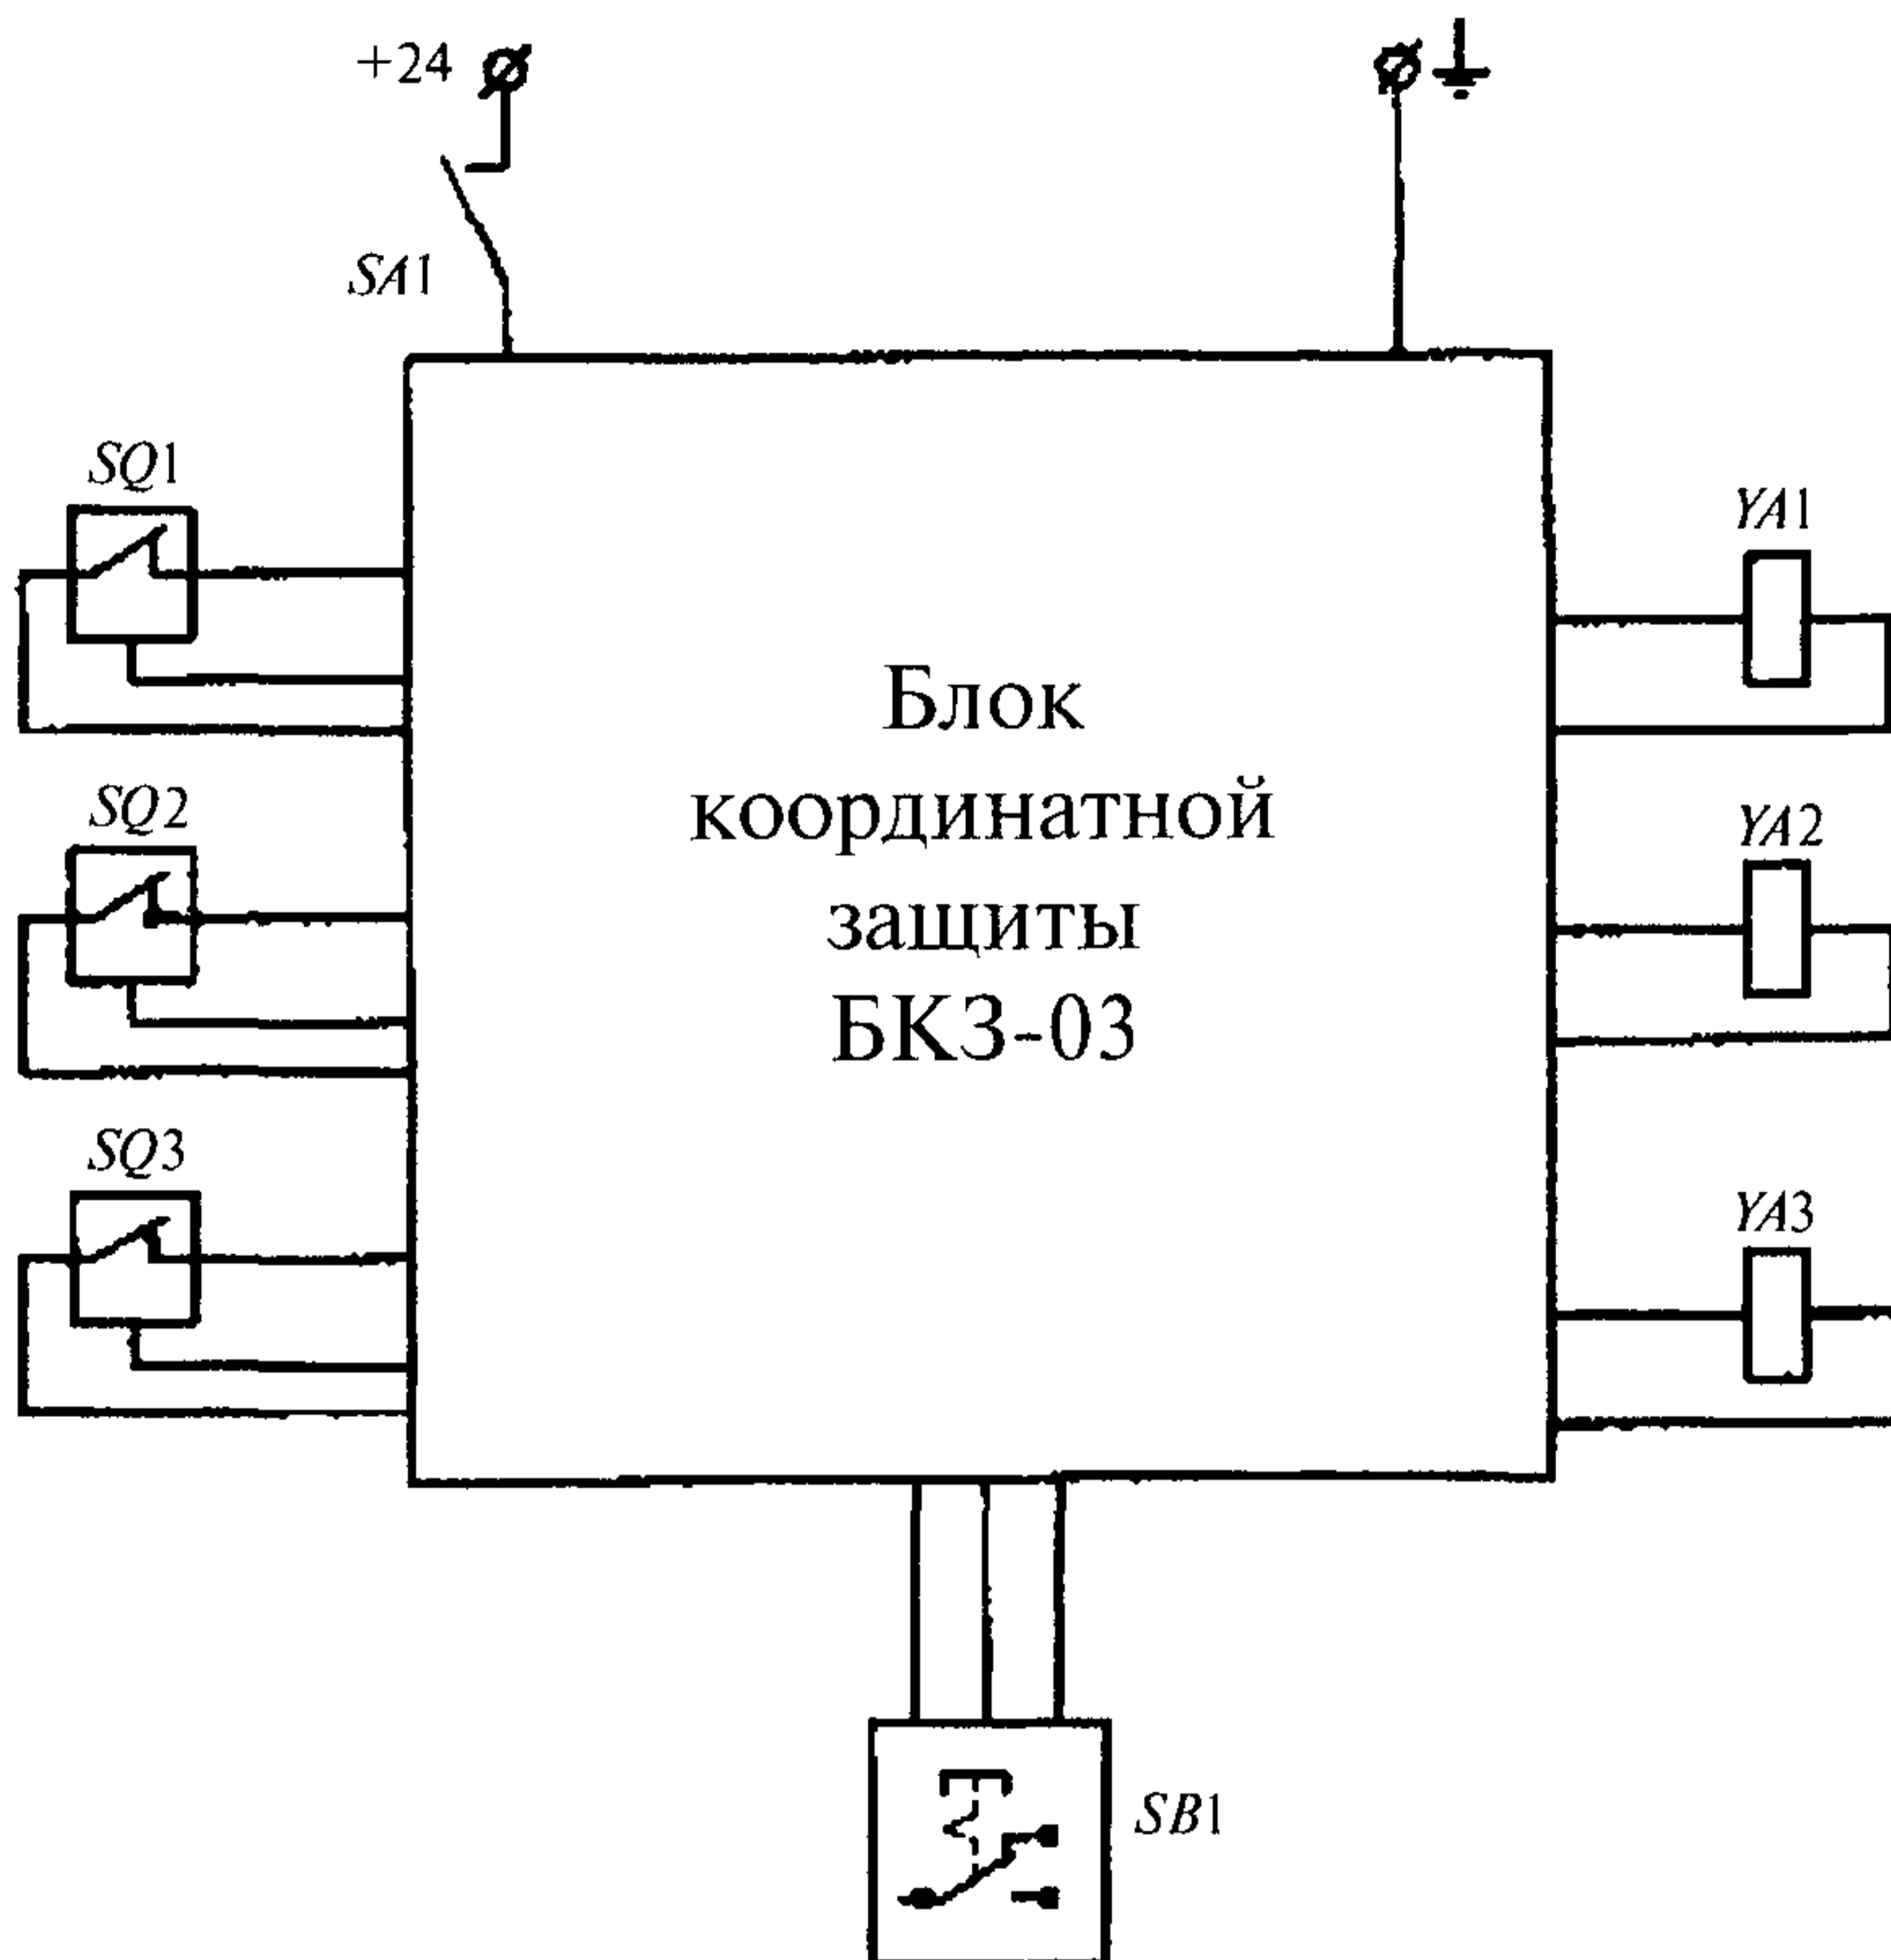 +24
SA1
SQ1
YA1
Блок
координатной
защиты
БКЗ-03
SQ2
YA2
SQ3
YA3
SB1